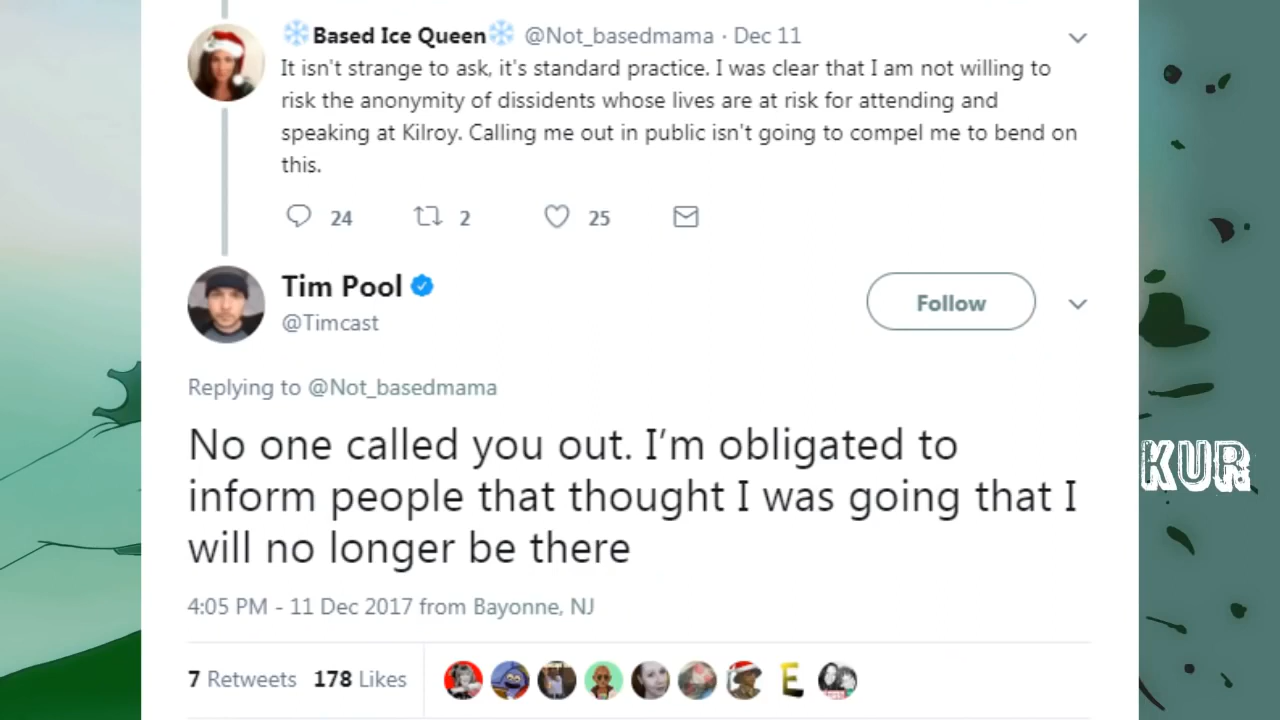 Based Ice Queen @Not_basedmama · Dec 11
It isn't strange to ask, it's standard practice. I was clear that I am not willing to
risk the anonymity of dissidents whose lives are at risk for attending and
speaking at Kilroy. Calling me out in public isn't going to compel me to bend on
this.
24 2 25
Tim Pool
@Timcast
Follow
Replying to @Not_basedmama
No one called you out. I'm obligated to
inform people that thought I was going that I
will no longer be there
KUR
4:05 PM - 11 Dec 2017 from Bayonne, NJ
7 Retweets 178 Likes
E